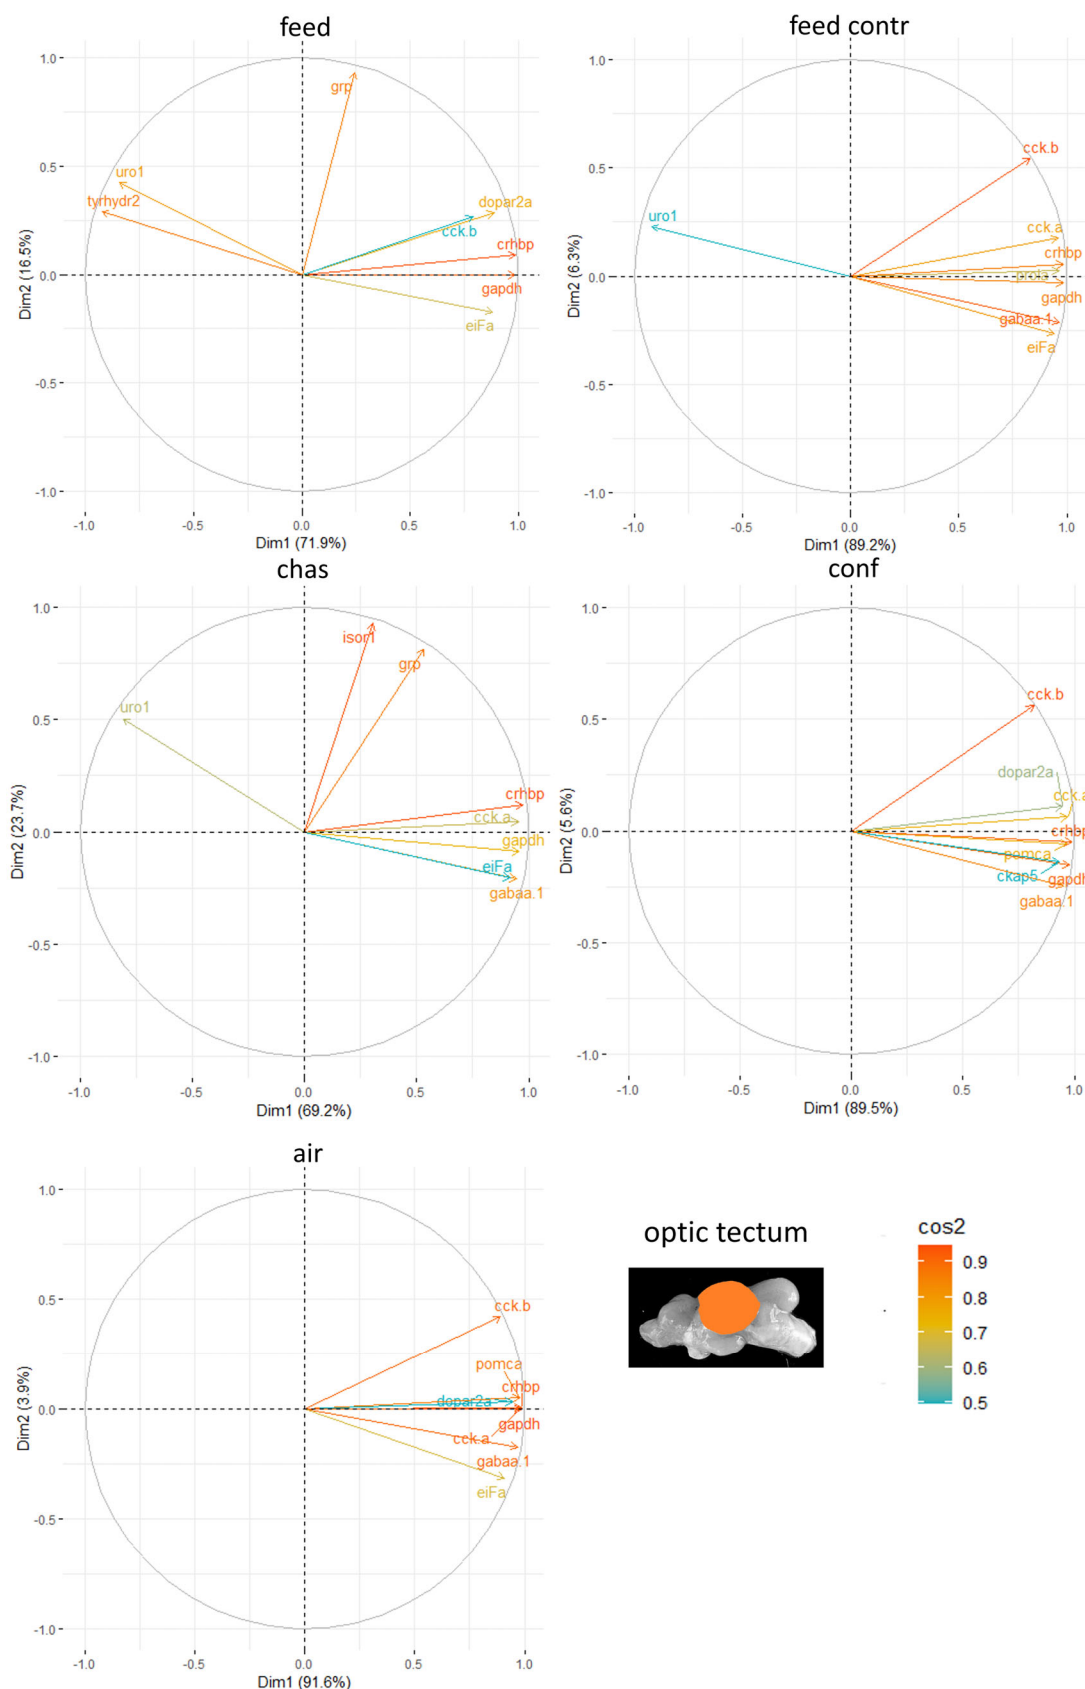 feed
1.0
grp
0.5
uro1
tyrhydr2
dopar2a
cck.b
crhbp
0.0
gapdh
eiFa
-0.5
-1.0
-1.0 -0.5 0.0 0.5 1.0
Dim1 (71.9%)
Dim2 (16.5%)
feed contr
1.0
cck.b
0.5
uro1
cck.a
crhbp
0.0
gapdh
gabaa.1
eiFa
-0.5
-1.0
-1.0 -0.5 0.0 0.5 1.0
Dim1 (89.2%)
Dim2 (6.3%)
chas
1.0
isor1
grp
uro1
0.5
crhbp
cck.a
0.0
gapdh
eiFa
gabaa.1
-0.5
-1.0
-1.0 -0.5 0.0 0.5 1.0
Dim1 (69.2%)
Dim2 (23.7%)
conf
1.0
cck.b
0.5
dopar2a
cck.a
0.0
crhbp
pomca
ckap5 gapdh
gabaa.1
-0.5
-1.0
-1.0 -0.5 0.0 0.5 1.0
Dim1 (89.5%)
Dim2 (5.6%)
air
1.0
0.5
cck.b
pomca
crhbp
dopar2a
0.0
gapdh
cck.a
gabaa.1
eiFa
-0.5
-1.0
-1.0 -0.5 0.0 0.5 1.0
Dim1 (91.6%)
Dim2 (3.9%)
optic tectum
cos2
0.9
0.8
0.7
0.6
0.5